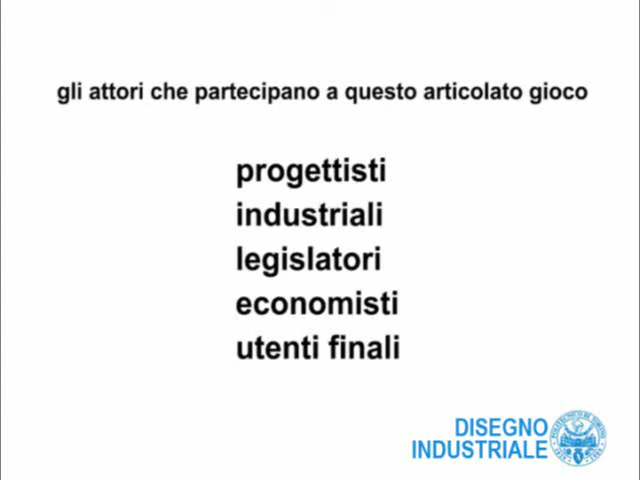 gli attori che partecipano a questo articolato gioco
progettisti
industriali
legislatori
economisti
utenti finali
DISEGNO
INDUSTRIALE